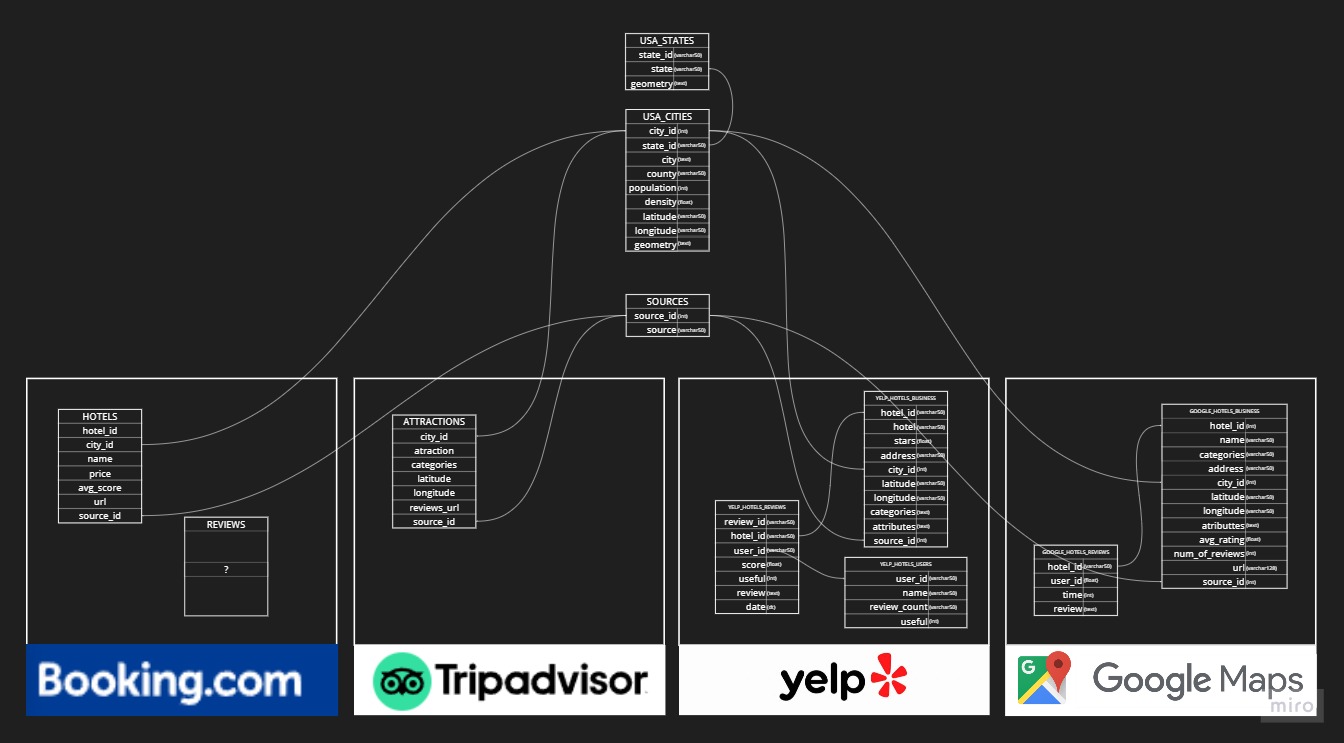 USA_STATES
state_id (varchar50)
state (varchar50)
geometry (text)
USA_CITIES
city_id (int)
state_id (varchar50)
city (text)
county (varchar50)
population (int)
density (float)
latitude (varchar50)
longitude (varchar50)
geometry (text)
SOURCES
source_id (int)
source (varchar50)
HOTELS
hotel_id
city_id
name
price
avg_score
url
source_id
REVIEWS
?
Booking.com
ATTRACTIONS
city_id
atraction
categories
latitude
longitude
reviews_url
source_id
Tripadvisor
YELP_HOTELS_BUSINESS
hotel_id (varchar50)
hotel (varchar50)
stars (float)
address (varchar50)
city_id (int)
latitude (varchar50)
longitude (varchar50)
categories (text)
attributes (text)
source_id (int)
YELP_HOTELS_REVIEWS
review_id (varchar50)
hotel_id (varchar50)
user_id (varchar50)
score (float)
useful (int)
review (text)
date (dt)
YELP_HOTELS_USERS
user_id (varchar50)
name (varchar50)
review_count (varchar50)
useful (int)
yelp
GOOGLE_HOTELS_BUSINESS
hotel_id (int)
name (varchar50)
categories (varchar50)
address (varchar50)
city_id (int)
latitude (varchar50)
longitude (varchar50)
atributtes (text)
avg_rating (float)
num_of_reviews (int)
url (varchar128)
source_id (int)
GOOGLE_HOTELS_REVIEWS
hotel_id (varchar50)
user_id (float)
time (int)
review (text)
G
Google Maps
miro